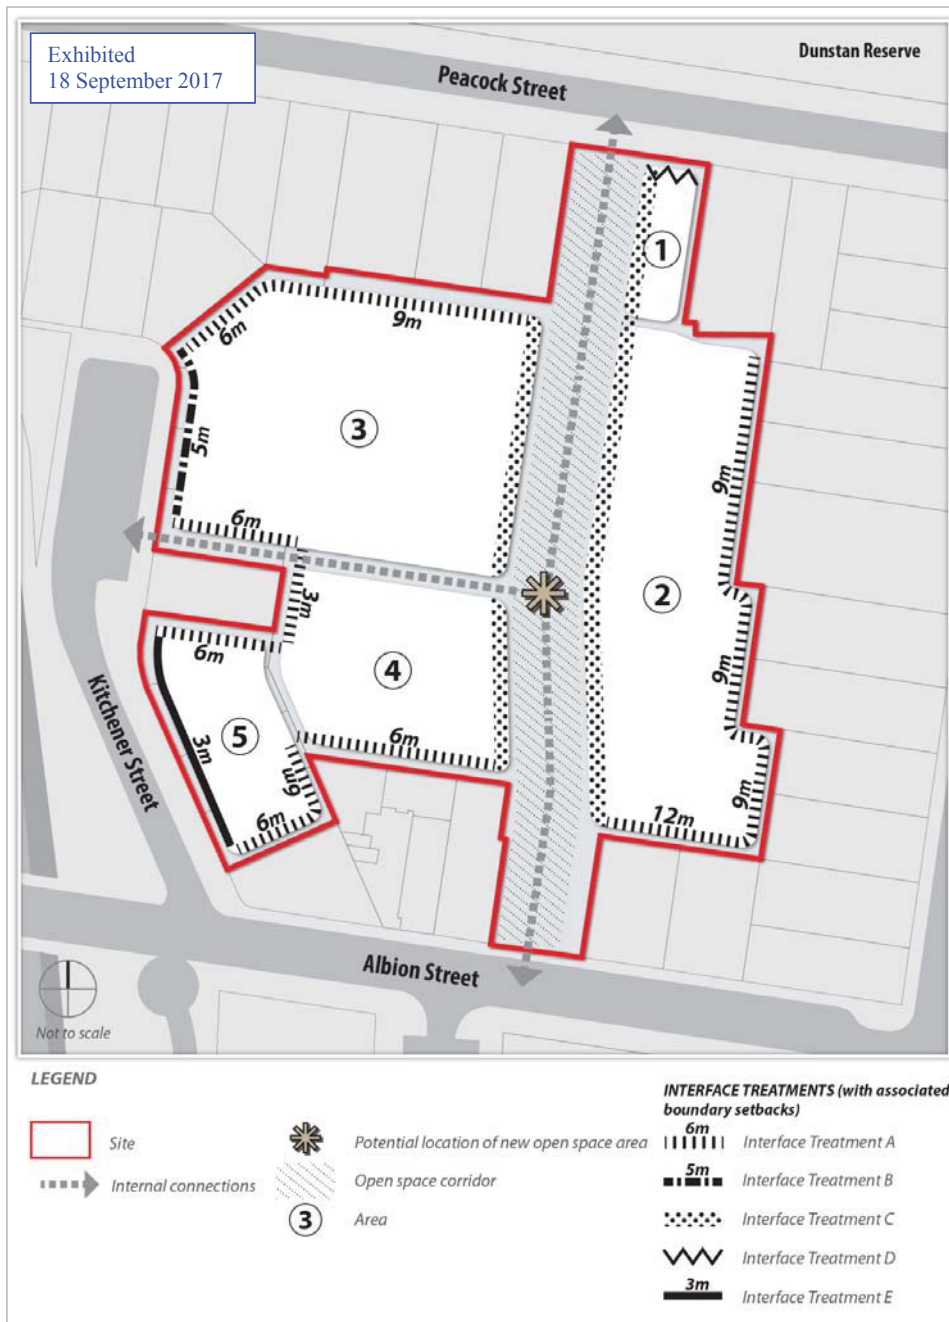 Exhibited
18 September 2017
Dunstan Reserve
Peacock Street
1
9m
6m
3
5m
9m
6m
2
3m
9m
6m
4
Kitchener Street
5
3m
6m
6m
9m
12m
6m
Albion Street
Not to scale
LEGEND
Site
Internal connections
Potential location of new open space area
Open space corridor
3
Area
INTERFACE TREATMENTS (with associated
boundary setbacks)
6m
Interface Treatment A
5m
Interface Treatment B
Interface Treatment C
Interface Treatment D
3m
Interface Treatment E